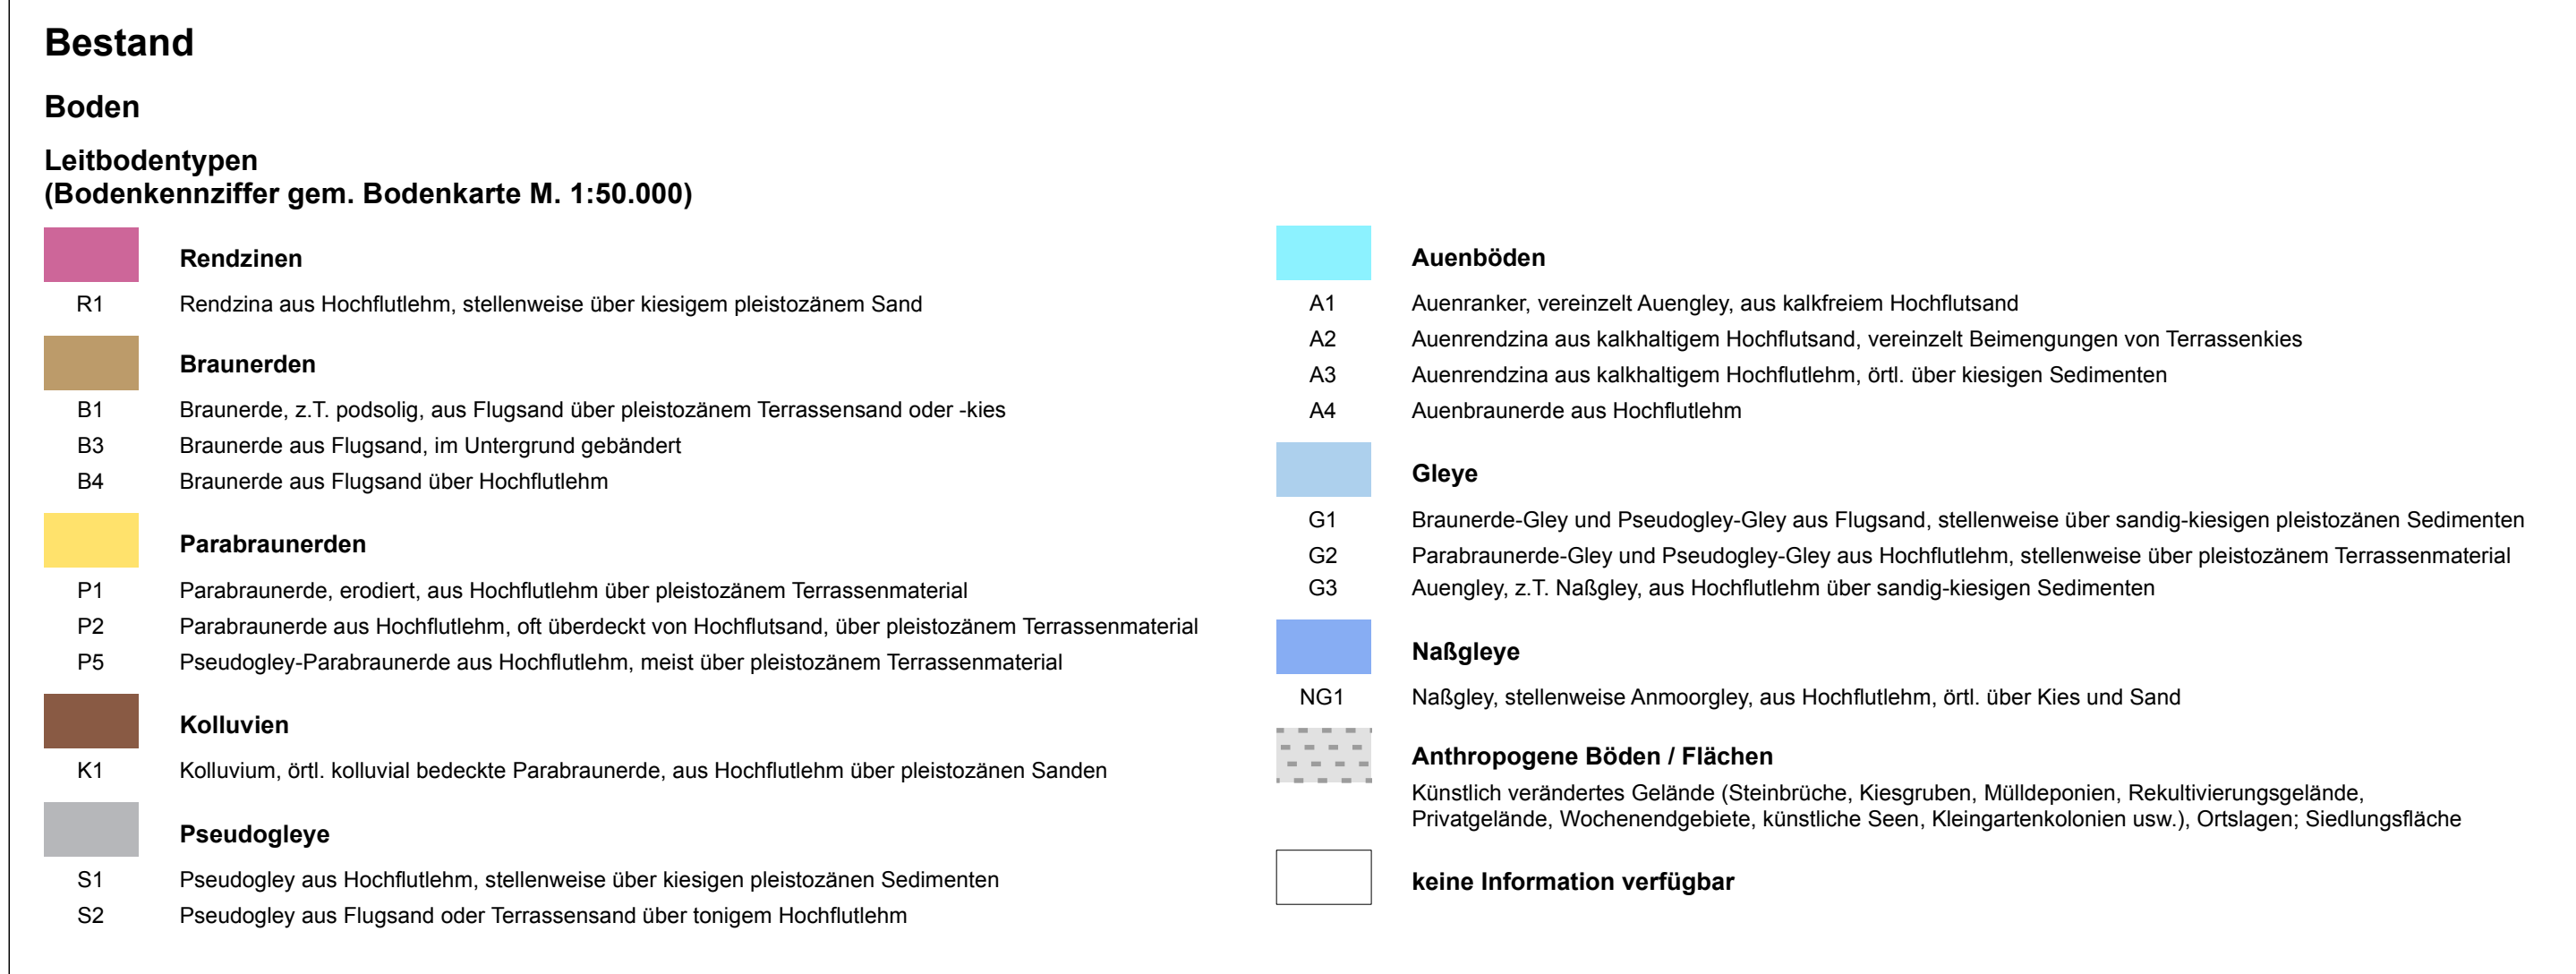 Bestand
Boden
Leitbodentypen
(Bodenkennziffer gem. Bodenkarte M. 1:50.000)
Rendzinen
R1 Rendzina aus Hochflutlehm, stellenweise über kiesigem pleistozänem Sand
Braunerden
B1 Braunerde, z.T. podsolig, aus Flugsand über pleistozänem Terrassensand oder -kies
B3 Braunerde aus Flugsand, im Untergrund gebändert
B4 Braunerde aus Flugsand über Hochflutlehm
Parabraunerden
P1 Parabraunerde, erodiert, aus Hochflutlehm über pleistozänem Terrassenmaterial
P2 Parabraunerde aus Hochflutlehm, oft überdeckt von Hochflutsand, über pleistozänem Terrassenmaterial
P5 Pseudogley-Parabraunerde aus Hochflutlehm, meist über pleistozänem Terrassenmaterial
Kolluvien
K1 Kolluvium, örtl. kolluvial bedeckte Parabraunerde, aus Hochflutlehm über pleistozänen Sanden
Pseudogleye
S1 Pseudogley aus Hochflutlehm, stellenweise über kiesigen pleistozänen Sedimenten
S2 Pseudogley aus Flugsand oder Terrassensand über tonigem Hochflutlehm
Auenböden
A1 Auenranker, vereinzelt Auengley, aus kalkfreiem Hochflutsand
A2 Auenrendzina aus kalkhaltigem Hochflutsand, vereinzelt Beimengungen von Terrassenkies
A3 Auenrendzina aus kalkhaltigem Hochflutlehm, örtl. über kiesigen Sedimenten
A4 Auenbraunerde aus Hochflutlehm
Gleye
G1 Braunerde-Gley und Pseudogley-Gley aus Flugsand, stellenweise über sandig-kiesigen pleistozänen Sedimenten
G2 Parabraunerde-Gley und Pseudogley-Gley aus Hochflutlehm, stellenweise über pleistozänem Terrassenmaterial
G3 Auengley, z.T. Naßgley, aus Hochflutlehm über sandig-kiesigen Sedimenten
Naßgleye
NG1 Naßgley, stellenweise Anmoorgley, aus Hochflutlehm, örtl. über Kies und Sand
Anthropogene Böden / Flächen
Künstlich verändertes Gelände (Steinbrüche, Kiesgruben, Mülldeponien, Rekultivierungsgelände,
Privatgelände, Wochenendgebiete, künstliche Seen, Kleingartenkolonien usw.), Ortslagen; Siedlungsfläche
keine Information verfügbar